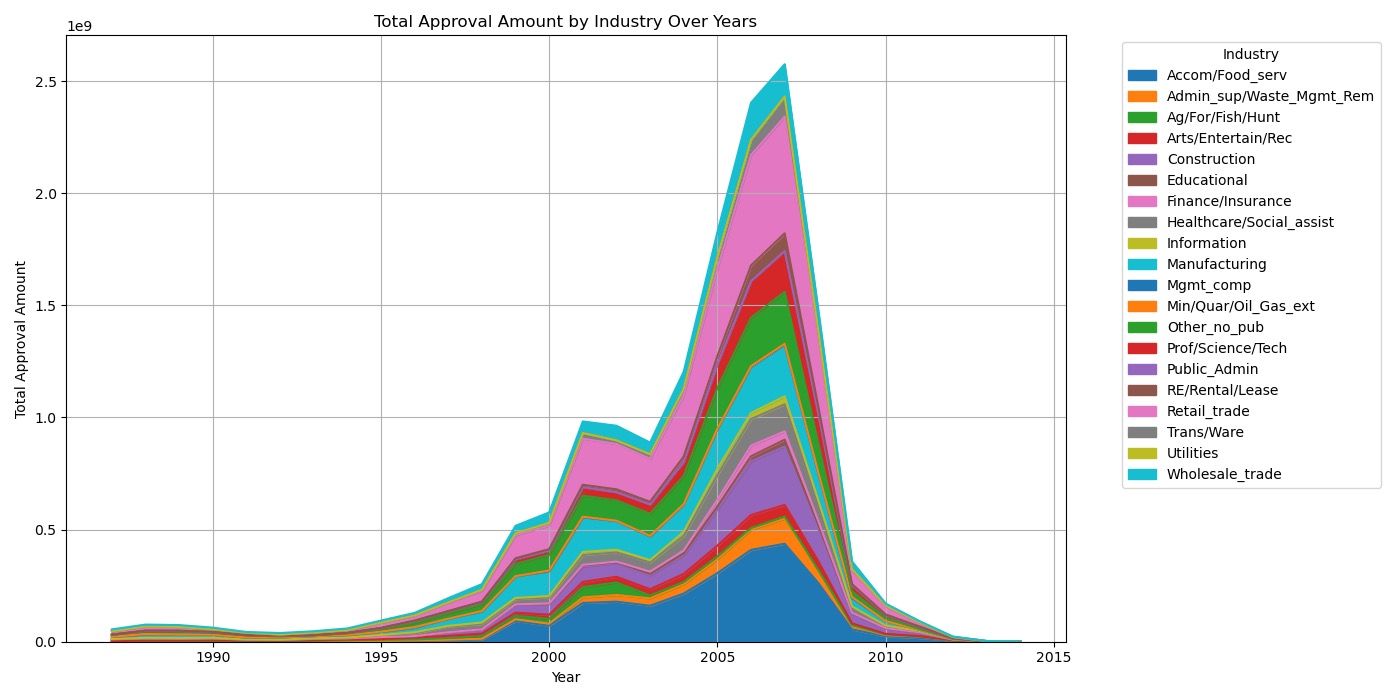 Total Approval Amount by Industry Over Years
1e9
2.5
2.0
1.5
1.0
0.5
0.0
Total Approval Amount
1990
1995
2000
2005
2010
2015
Year
Industry
Accom/Food_serv
Admin_sup/Waste_Mgmt_Rem
Ag/For/Fish/Hunt
Arts/Entertain/Rec
Construction
Educational
Finance/Insurance
Healthcare/Social_assist
Information
Manufacturing
Mgmt_comp
Min/Quar/Oil_Gas_ext
Other_no_pub
Prof/Science/Tech
Public_Admin
RE/Rental/Lease
Retail_trade
Trans/Ware
Utilities
Wholesale_trade